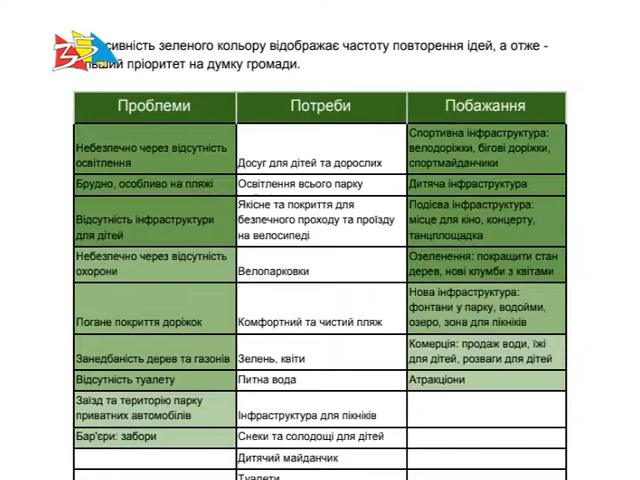 сивність зеленого кольору відображає частоту повторення ідей, а отже -
пріоритет на думку громади.
Проблеми Потреби Побажання
Небезпечно через відсутність
освітлення
Досуг для дітей та дорослих
Спортивна інфраструктура:
велодоріжки, бігові доріжки,
спортмайданчики
Брудно, особливо на пляжі
Освітлення всього парку
Дитяча інфраструктура
Відсутність інфраструктури
для дітей
Якісне та покриття для
безпечного проходу та проїзду
на велосипеді
Подієва інфраструктура:
місце для кіно, концерту,
танцплощадка
Небезпечно через відсутність
охорони
Велопарковки
Озеленення: покращити стан
дерев, нові клумби з квітами
Погане покриття доріжок
Комфортний та чистий пляж
Нова інфраструктура:
фонтани у парку, водойми,
озеро, зона для пікніків
Занедбаність дерев та газонів
Зелень, квіти
Комерція: продаж води, їжі
для дітей, розваги для дітей
Відсутність туалету
Питна вода
Атракціони
Заїзд та територію парку
приватних автомобілів
Інфраструктура для пікніків
Бар'єри: забори
Снеки та солодощі для дітей
Дитячий майданчик
Туалети